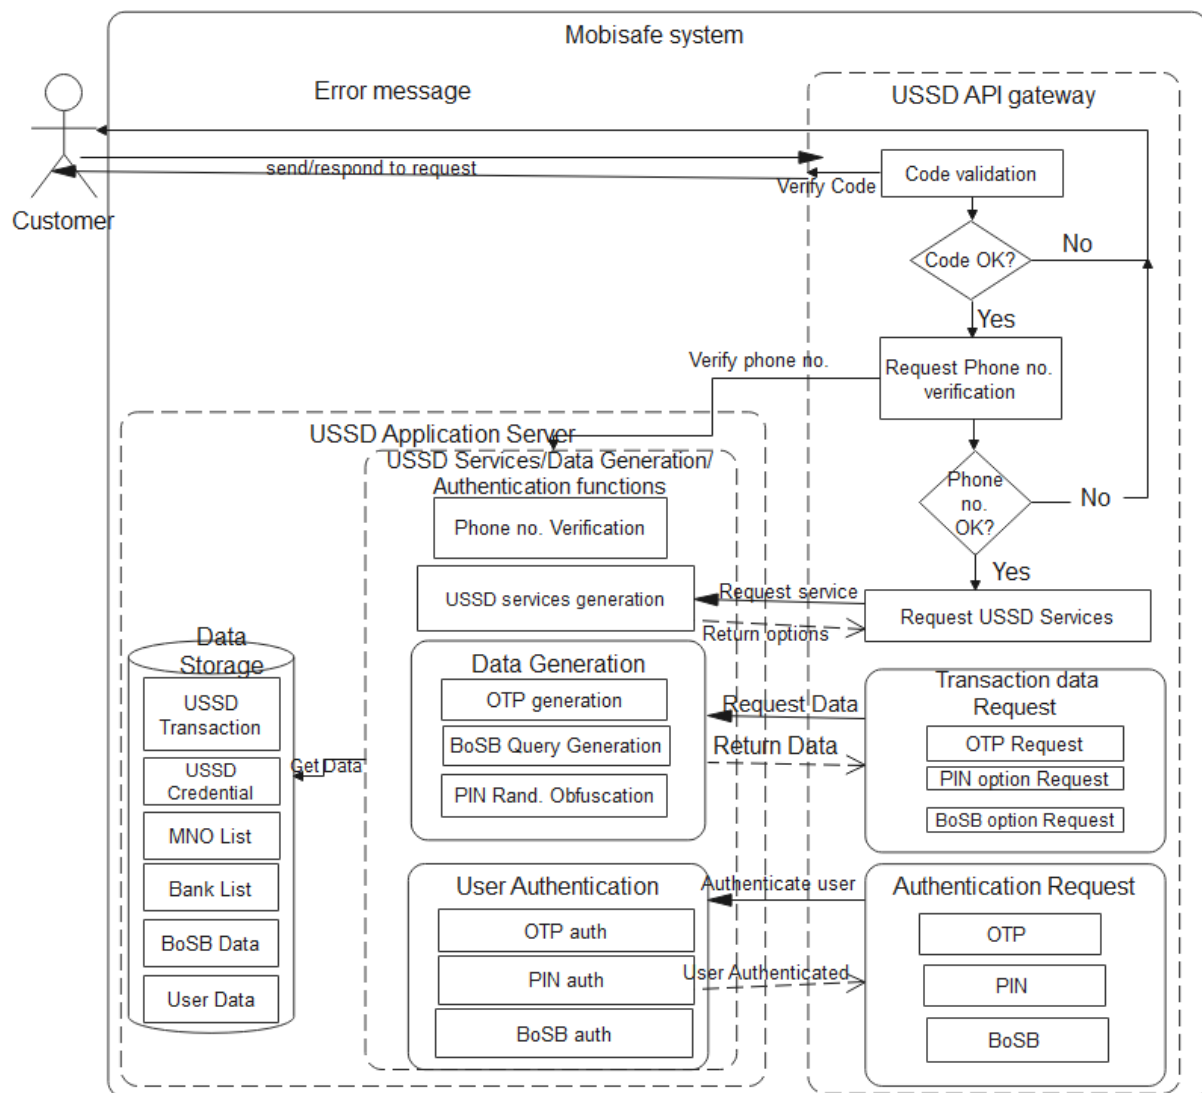 Mobisafe system
Error message
USSD API gateway
send/respond to request
Verify Code
Code validation
Customer
Code OK?
No
Yes
Verify phone no.
Request Phone no.
verification
USSD Application Server
USSD Services/Data Generation/
Authentication functions
Phone no. Verification
Phone
no.
OK?
No
Yes
USSD services generation
Request service
Return options
Request USSD Services
Data
Storage
USSD
Transaction
USSD
Credential
MNO List
Bank List
BoSB Data
User Data
Get Data
Data Generation
OTP generation
BoSB Query Generation
PIN Rand. Obfuscation
Request Data
Return Data
Transaction data
Request
OTP Request
PIN option Request
BoSB option Request
User Authentication
OTP auth
PIN auth
BoSB auth
Authenticate user
User Authenticated
Authentication Request
OTP
PIN
BoSB